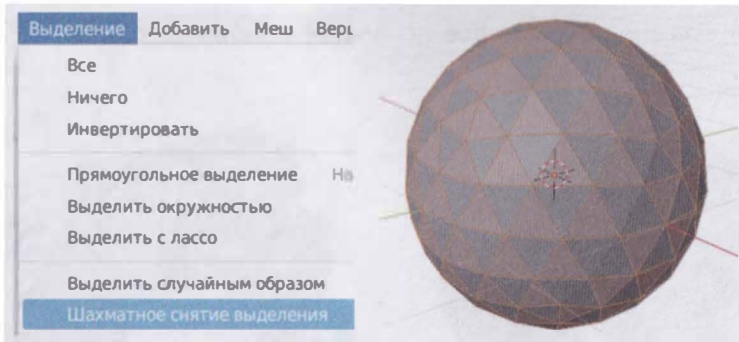 Выделение Добавить Меш
Все
Ничего
Инвертировать
Прямоугольное выделение
Выделить окружностью
Выделить с лассо
Выделить случайным образом
Шахматное снятие выделения